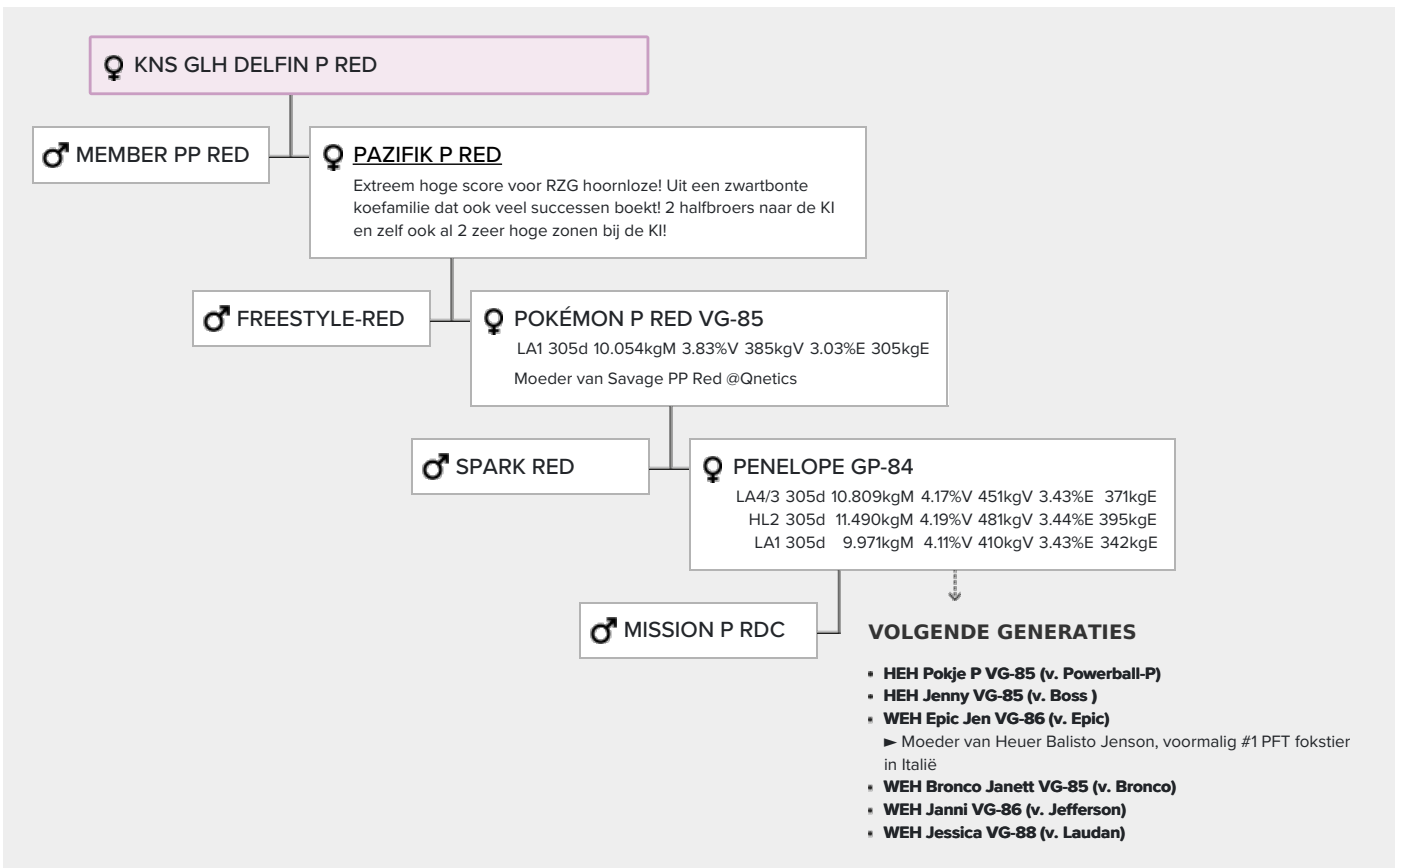 KNS GLH DELFIN P RED
MEMBER PP RED
PAZIFIK P RED
Extreem hoge score voor RZG hoornloze! Uit een zwartbonte
koefamilie dat ook veel successen boekt! 2 halfbroers naar de KI
en zelf ook al 2 zeer hoge zonen bij de KI!
FREESTYLE-RED
POKÉMON P RED VG-85
LA1 305d 10.054kgM 3.83%V 385kgV 3.03%E 305kgE
Moeder van Savage PP Red @Qnetics
SPARK RED
PENELOPE GP-84
LA4/3 305d 10.809kgM 4.17%V 451kgV 3.43%E 371kgE
HL2 305d 11.490kgM 4.19%V 481kgV 3.44%E 395kgE
LA1 305d 9.971kgM 4.11%V 410kgV 3.43%E 342kgE
MISSION P RDC
VOLGENDE GENERATIES
▪ HEH Pokje P VG-85 (v. Powerball-P)
▪ HEH Jenny VG-85 (v. Boss )
▪ WEH Epic Jen VG-86 (v. Epic)
► Moeder van Heuer Balisto Jenson, voormalig #1 PFT fokstier
in Italië
▪ WEH Bronco Janett VG-85 (v. Bronco)
▪ WEH Janni VG-86 (v. Jefferson)
▪ WEH Jessica VG-88 (v. Laudan)